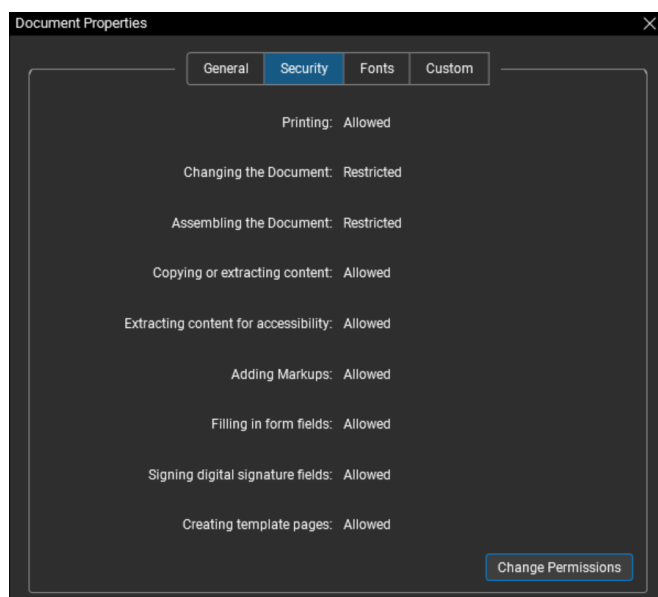 Document Properties
General Security Fonts Custom
Printing: Allowed
Changing the Document: Restricted
Assembling the Document: Restricted
Copying or extracting content: Allowed
Extracting content for accessibility: Allowed
Adding Markups: Allowed
Filling in form fields: Allowed
Signing digital signature fields: Allowed
Creating template pages: Allowed
Change Permissions